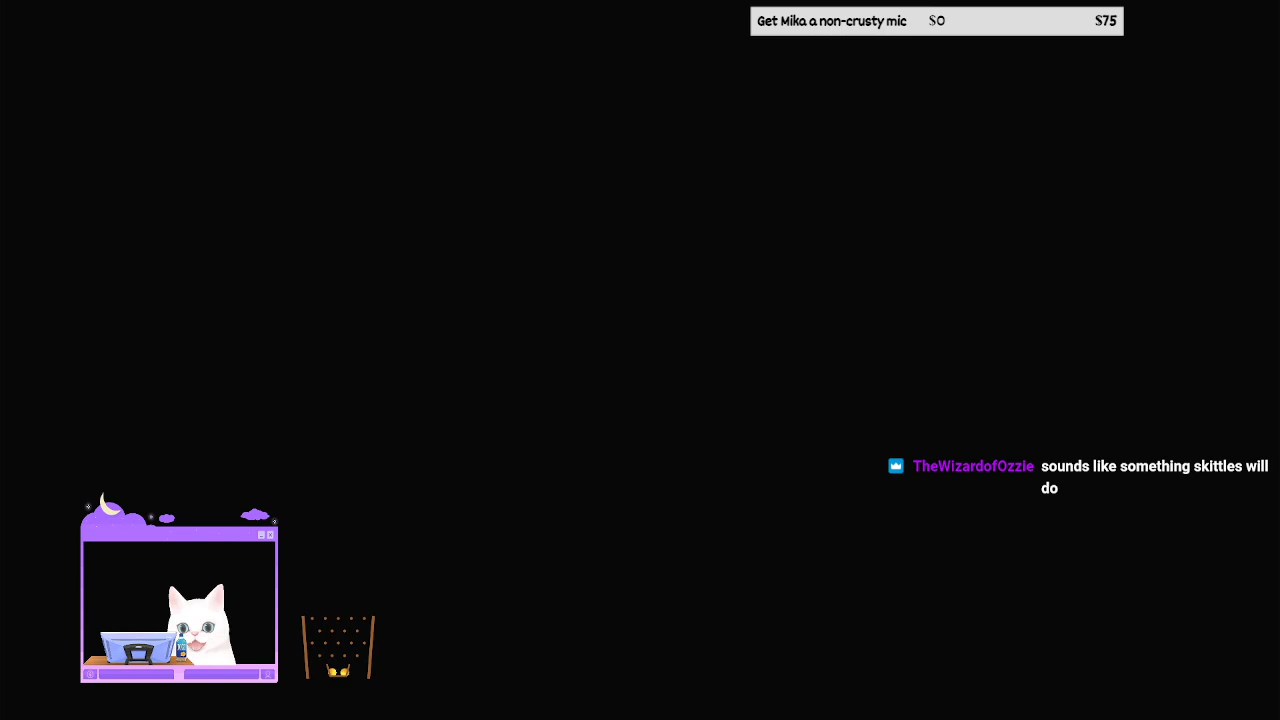 Get Mika a non-crusty mic $0 $75
TheWizardofOzzie sounds like something skittles will
do